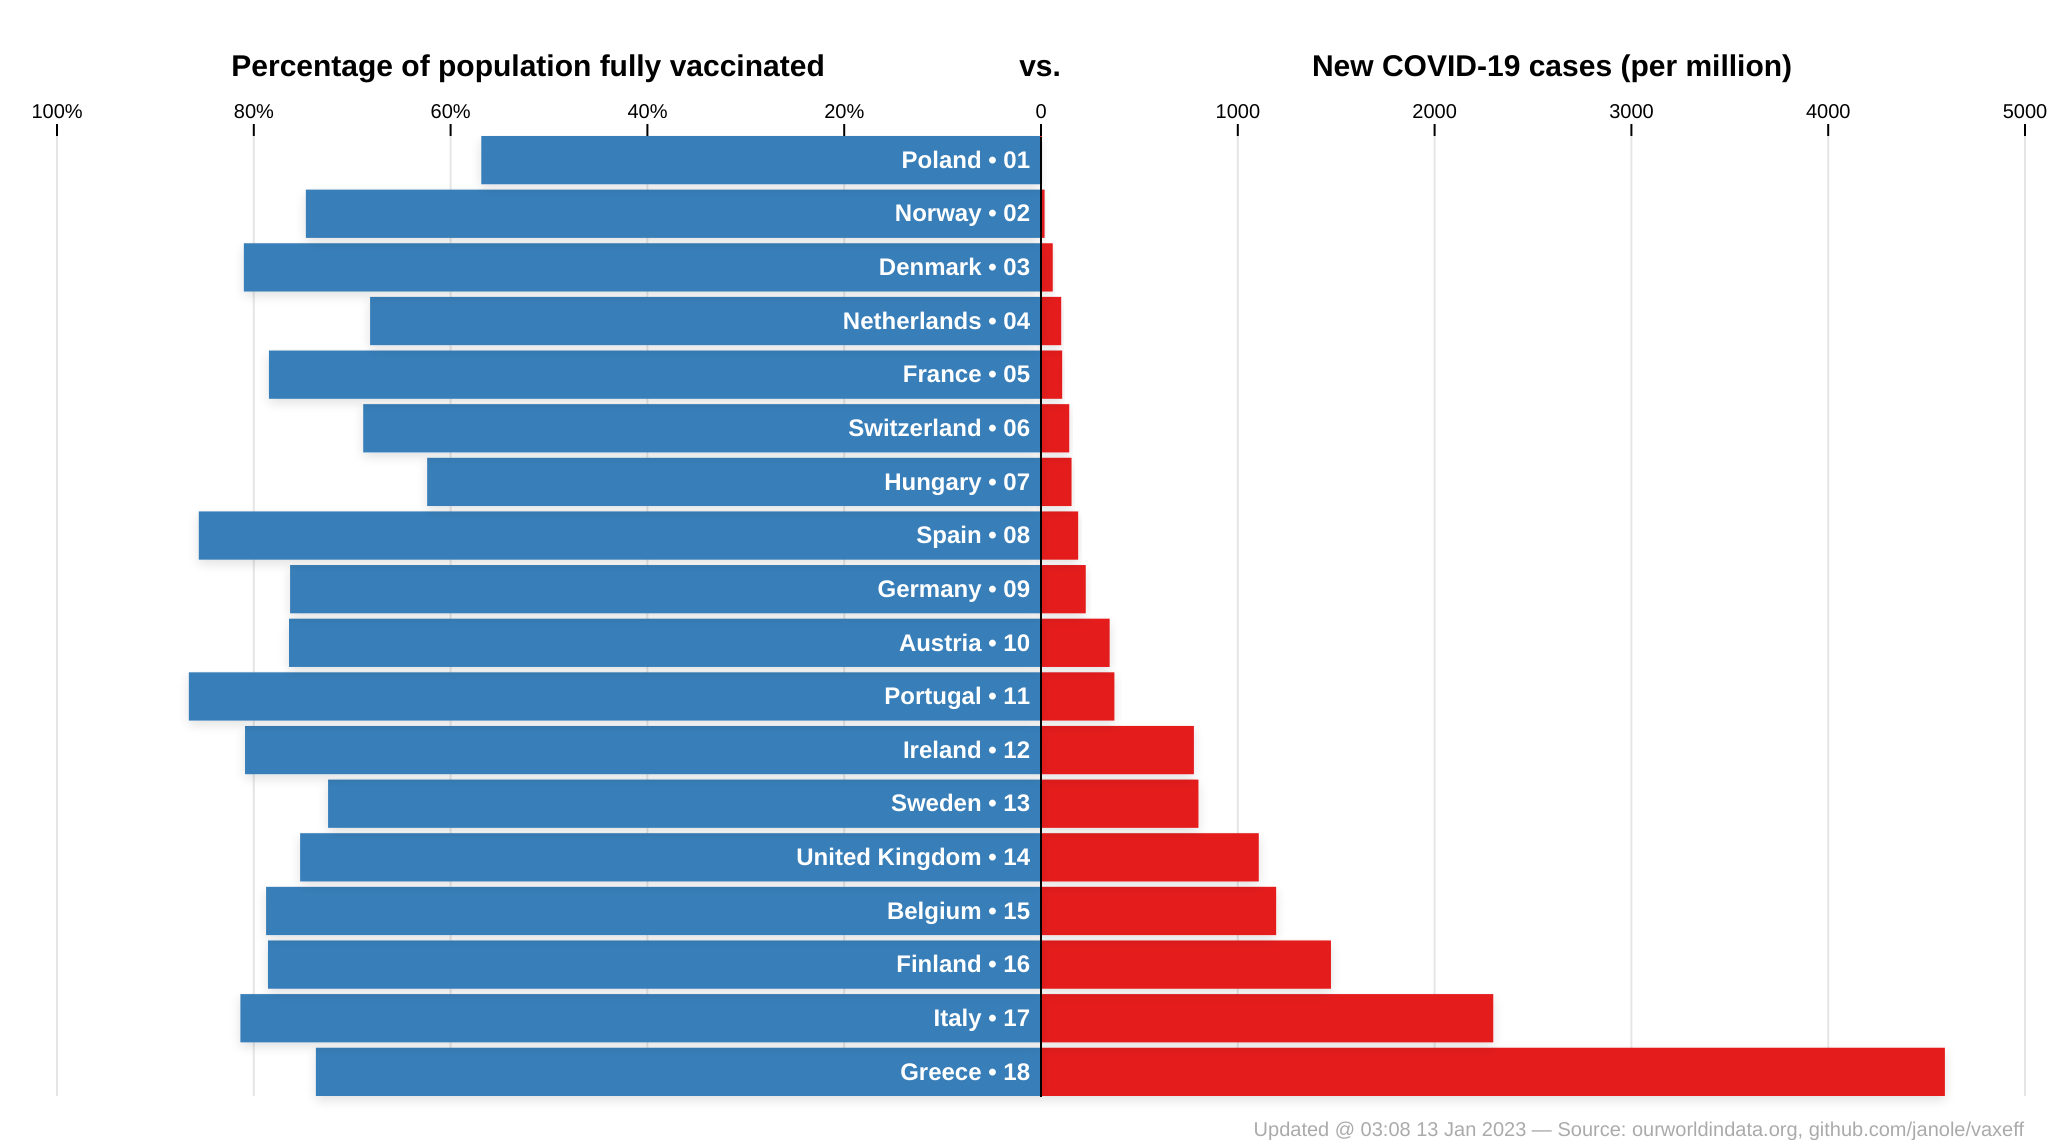 Percentage of population fully vaccinated vs. New COVID-19 cases (per million)
100% 80% 60% 40% 20% 0 1000 2000 3000 4000 5000
Poland • 01
Norway • 02
Denmark • 03
Netherlands • 04
France • 05
Switzerland • 06
Hungary • 07
Spain • 08
Germany • 09
Austria • 10
Portugal • 11
Ireland • 12
Sweden • 13
United Kingdom • 14
Belgium • 15
Finland • 16
Italy • 17
Greece • 18
Updated @ 03:08 13 Jan 2023 — Source: ourworldindata.org, github.com/janole/vaxeff